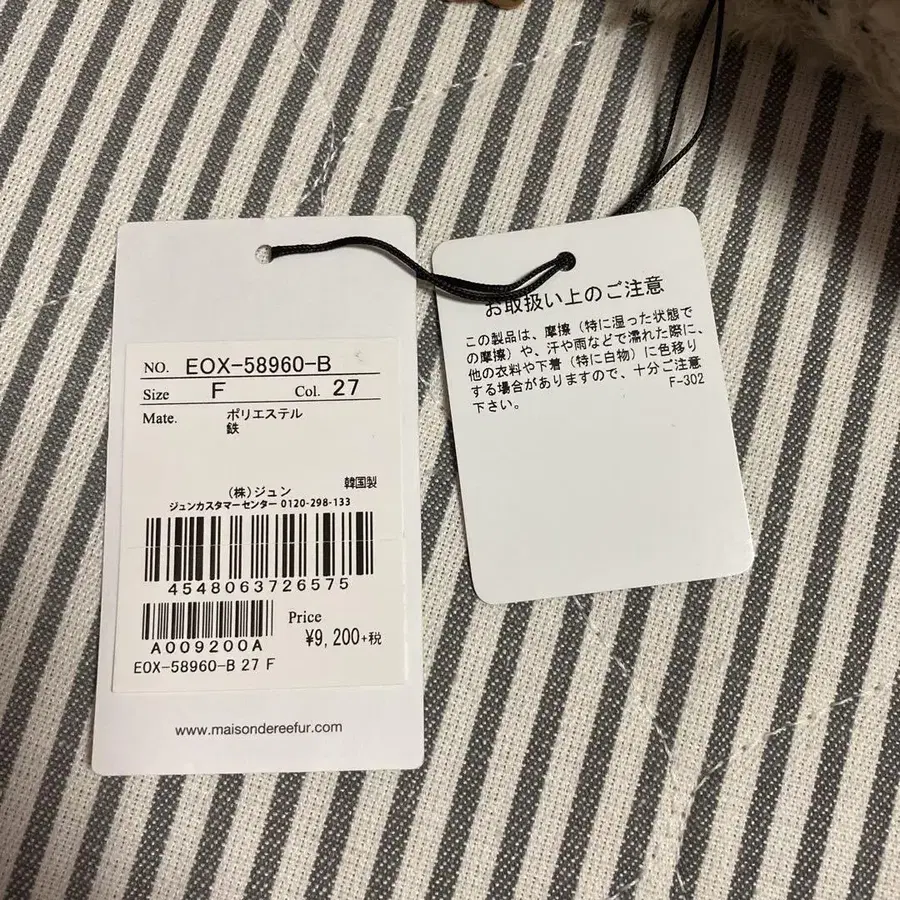 NO. EOX-58960-B
Size F Col. 27
Mate. ポリエステル
鉄
韓国製
(株)ジュン
ジュンカスタマーセンター 0120-298-133
4548063726575
Price
¥9,200+税
A009200A
EOX-58960-B 27 F
www.maisondereefur.com
お取扱い上のご注意
この製品は、摩擦(特に湿った状態で
の摩擦)や、汗や雨などで濡れた際に、
他の衣料や下着(特に白物)に色移り
する場合がありますので、十分ご注意
下さい。 F-302